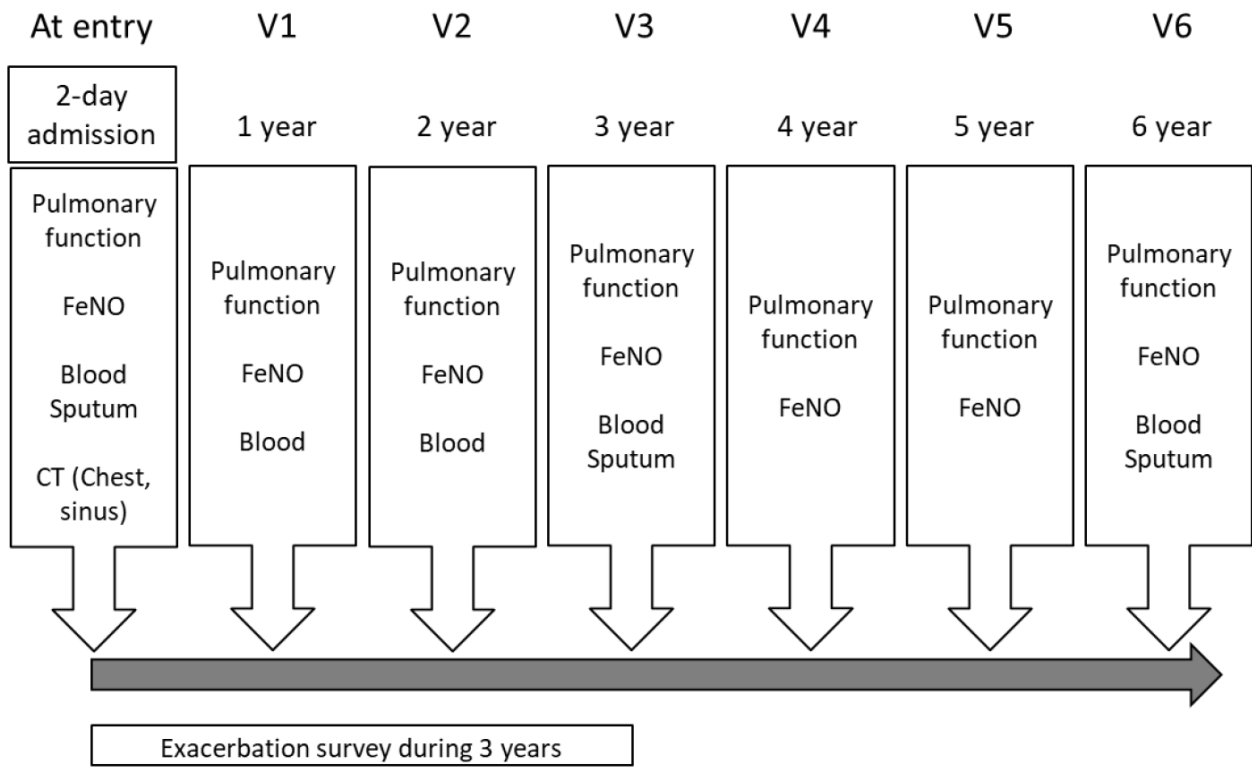 At entry
V1
V2
V3
V4
V5
V6
2-day
admission
1 year
2 year
3 year
4 year
5 year
6 year
Pulmonary
function
FeNO
Blood
Sputum
CT (Chest,
sinus)
Pulmonary
function
FeNO
Blood
Pulmonary
function
FeNO
Blood
Pulmonary
function
FeNO
Blood
Sputum
Pulmonary
function
FeNO
Pulmonary
function
FeNO
Pulmonary
function
FeNO
Blood
Sputum
Exacerbation survey during 3 years